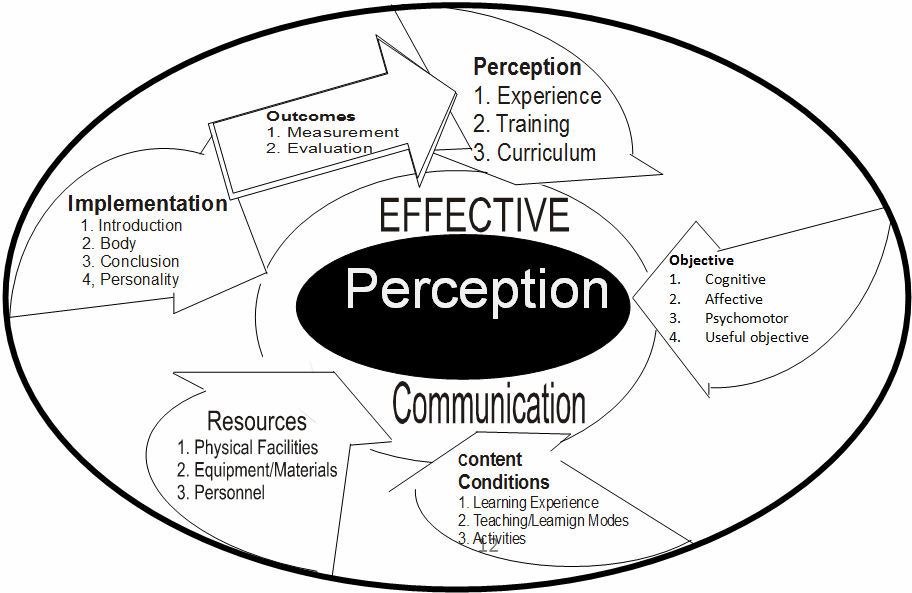 Perception
1. Experience
2. Training
3. Curriculum
Outcomes
1. Measurement
2. Evaluation
Implementation
1. Introduction
2. Body
3. Conclusion
4, Personality
EFFECTIVE
Perception
Communication
Objective
1. Cognitive
2. Affective
3. Psychomotor
4. Useful objective
Resources
1. Physical Facilities
2. Equipment/Materials
3. Personnel
Content
Conditions
1. Learning Experience
2. Teaching/Learnign Modes
3. Activities
12